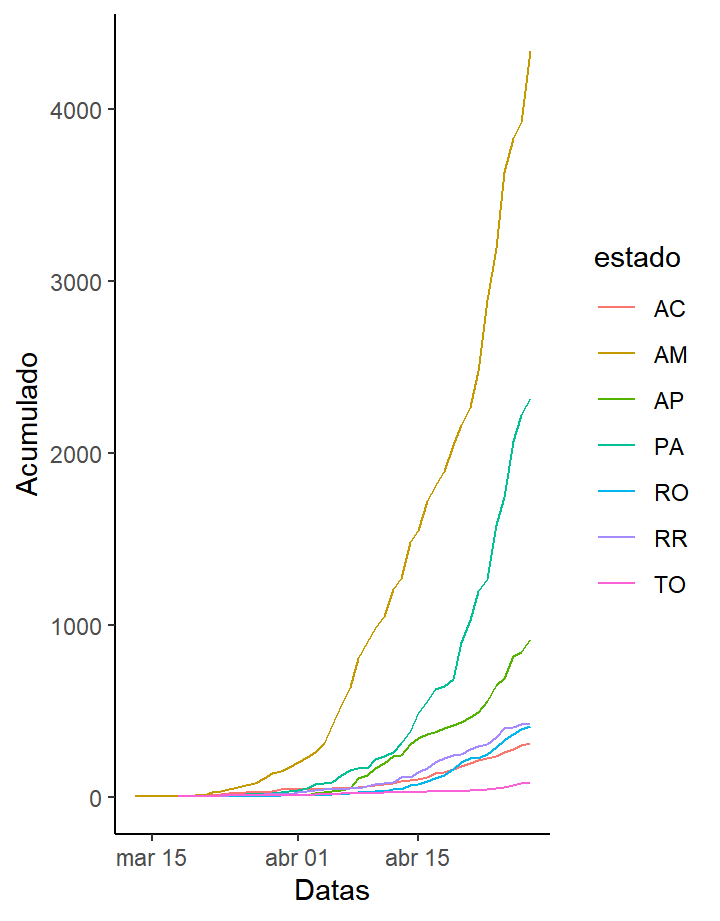 4000
3000
2000
1000
0
Acumulado
mar 15
abr 01
abr 15
Datas
estado
AC
AM
AP
PA
RO
RR
TO